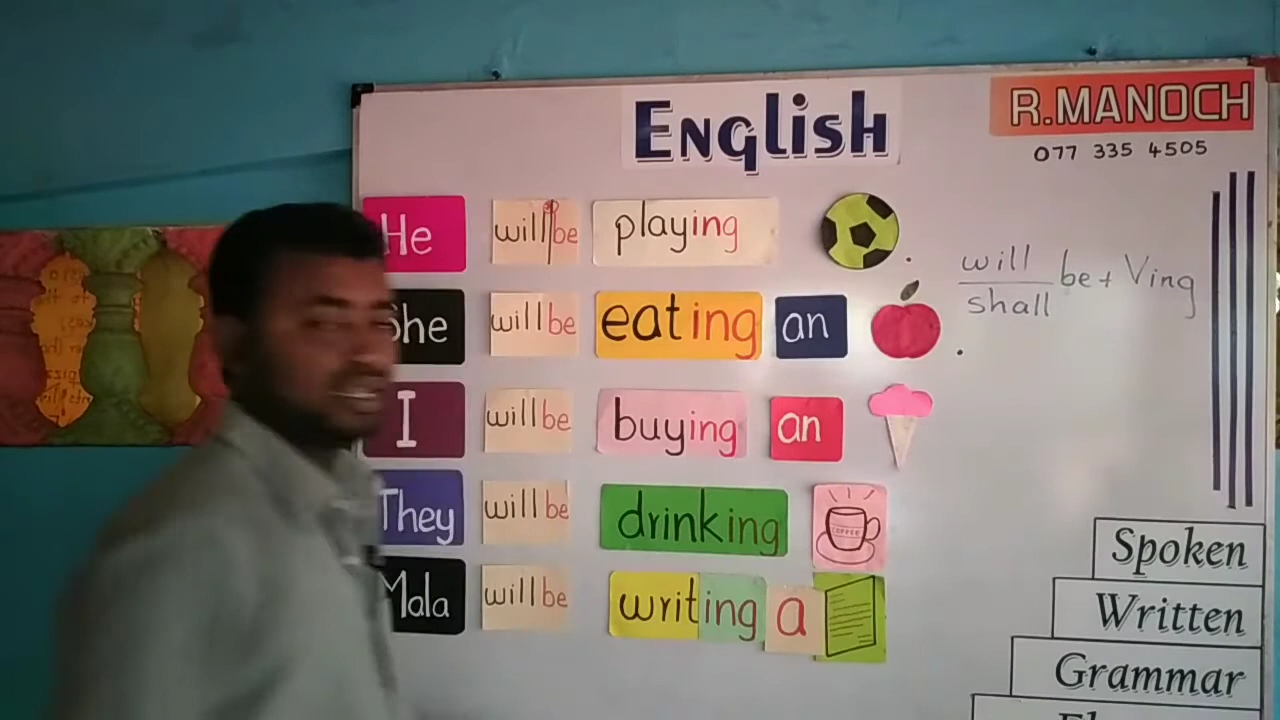 English
R.MANOCH
077 335 4505
He will be playing .
She will be eating an .
I will be buying an
They will be drinking
COFFEE
Mala will be writing a
will
shall be + Ving
Spoken
Written
Grammar